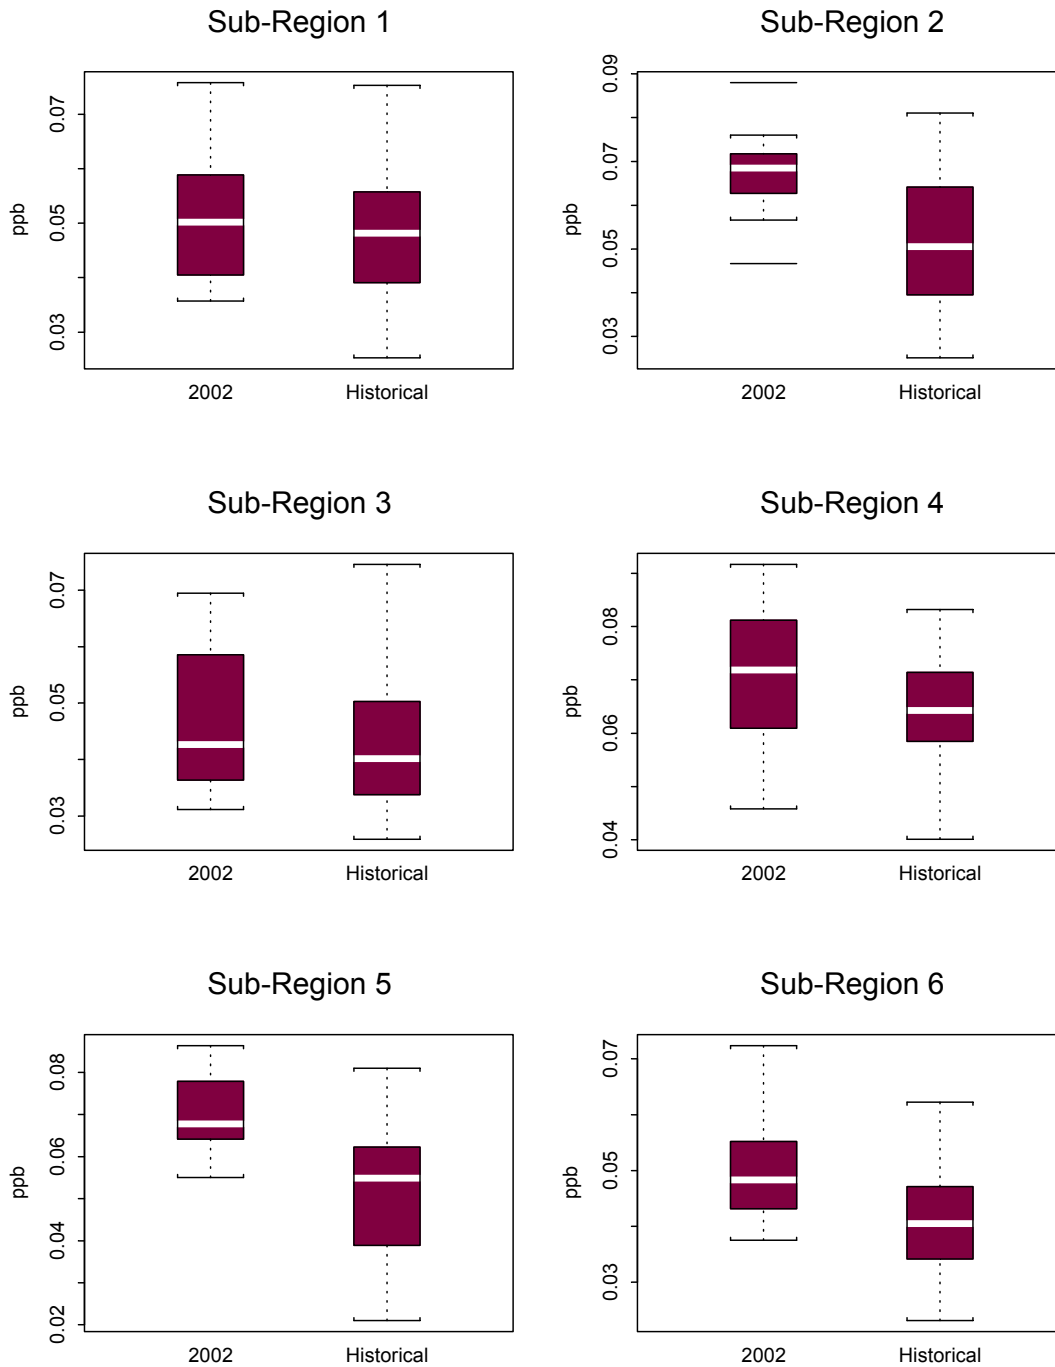 Sub-Region 1
ppb
0.07
0.05
0.03
2002 Historical
Sub-Region 2
ppb
0.09
0.07
0.05
0.03
2002 Historical
Sub-Region 3
ppb
0.07
0.05
0.03
2002 Historical
Sub-Region 4
ppb
0.08
0.06
0.04
2002 Historical
Sub-Region 5
ppb
0.08
0.06
0.04
0.02
2002 Historical
Sub-Region 6
ppb
0.07
0.05
0.03
2002 Historical